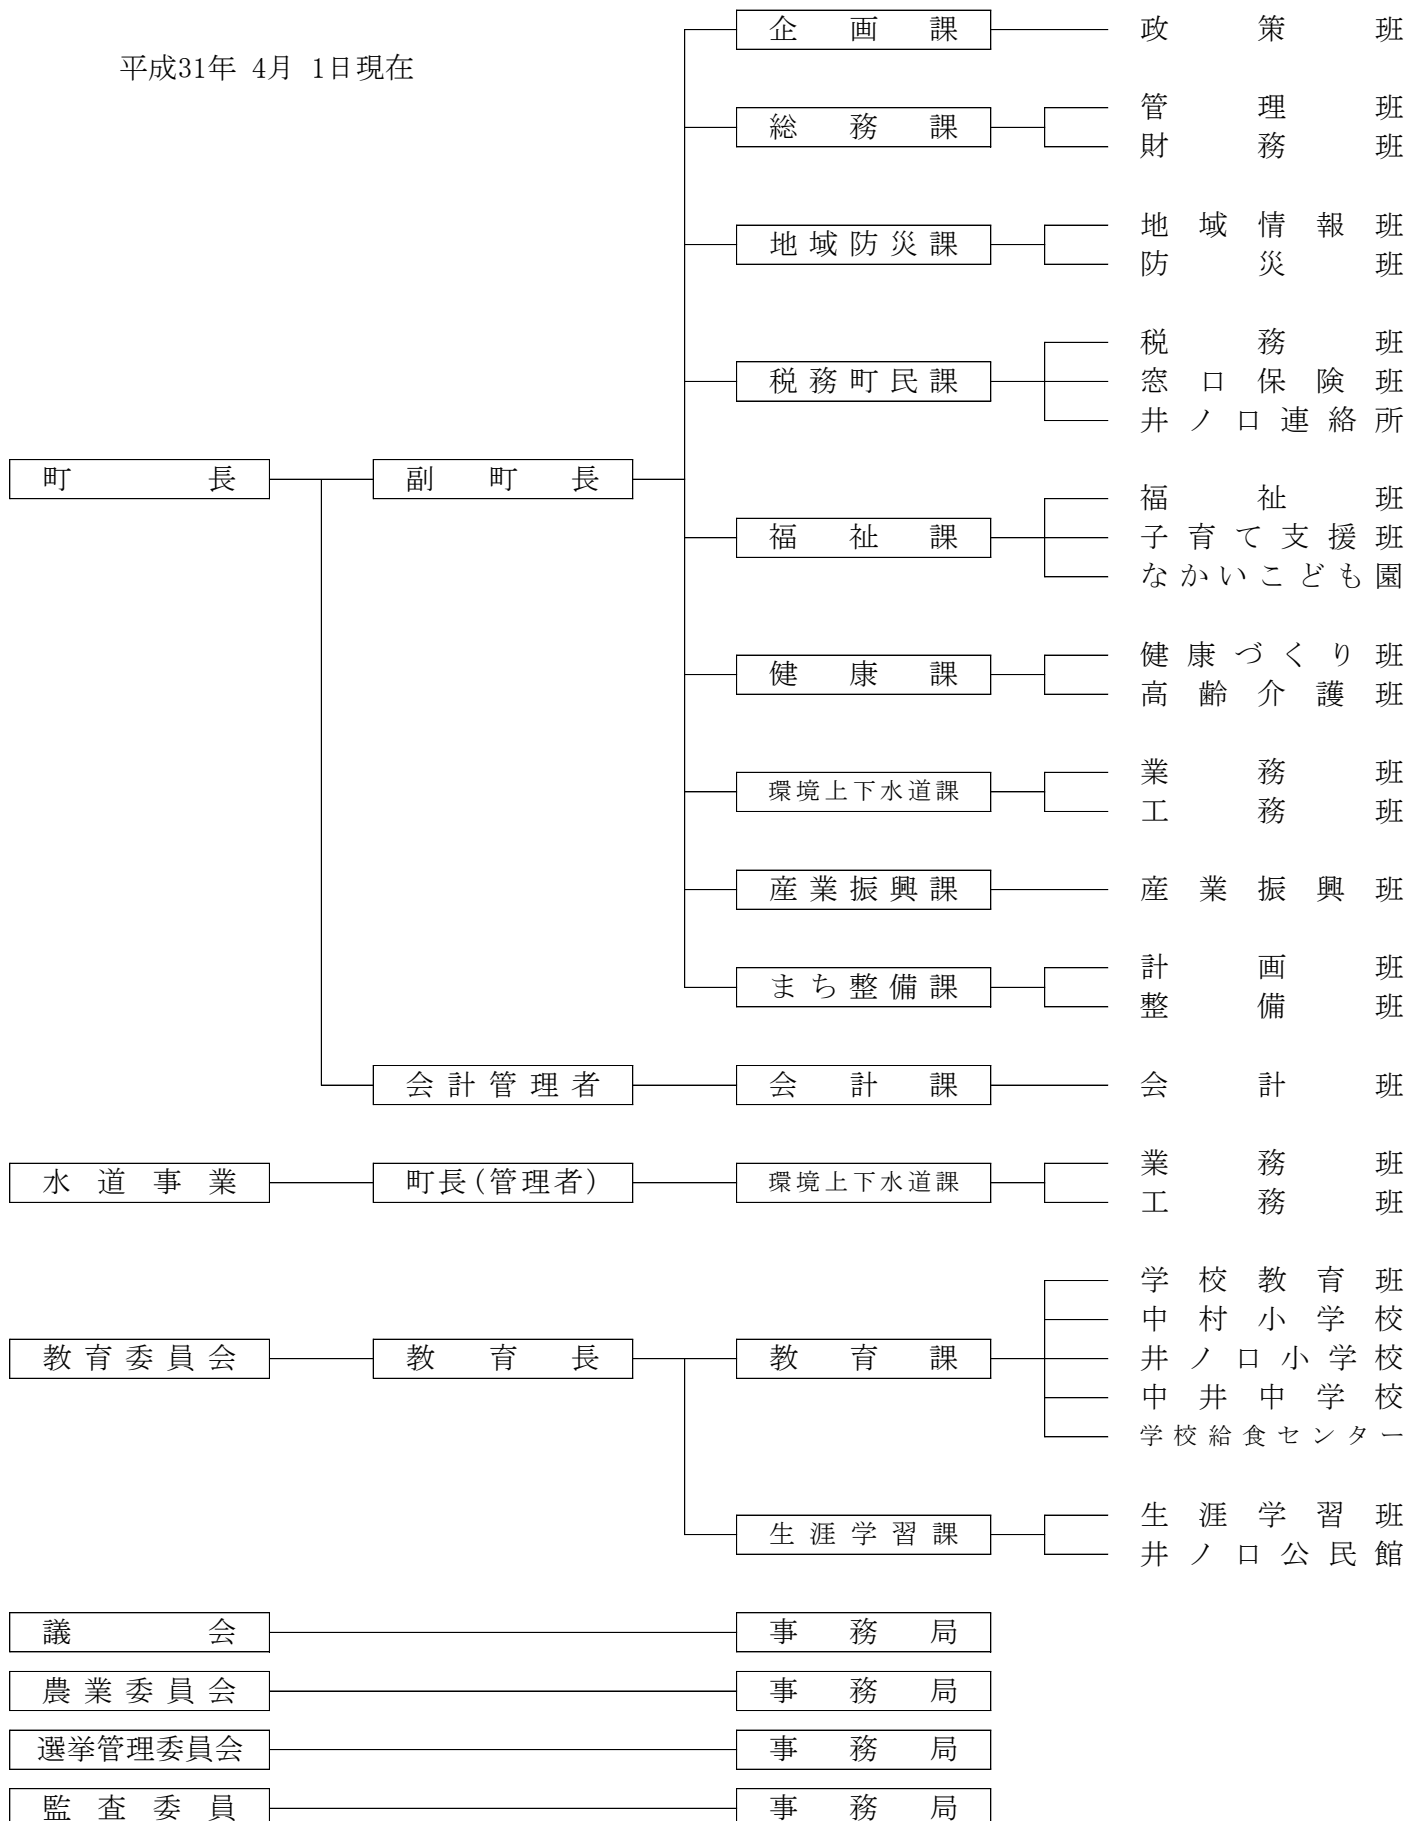 平成31年 4月 1日現在
企画課 政策班
総務課 管理班
財務班
地域防災課 地域情報班
防災班
税務町民課 税務班
窓口保険班
井ノ口連絡所
町長 副町長
福祉課 福祉班
子育て支援班
なかいこども園
健康課 健康づくり班
高齢介護班
環境上下水道課 業務班
工務班
産業振興課 産業振興班
まち整備課 計画班
整備班
会計管理者 会計課 会計班
水道事業 町長(管理者) 環境上下水道課 業務班
工務班
教育委員会 教育長 教育課 学校教育班
中村小学校
井ノ口小学校
中井中学校
学校給食センター
生涯学習課 生涯学習班
井ノ口公民館
議会 事務局
農業委員会 事務局
選挙管理委員会 事務局
監査委員 事務局